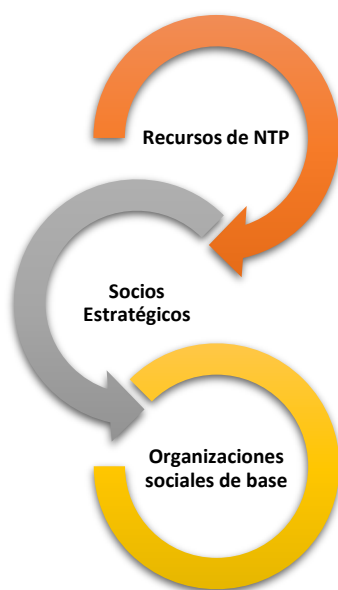 Recursos de NTP
Socios
Estratégicos
Organizaciones
sociales de base